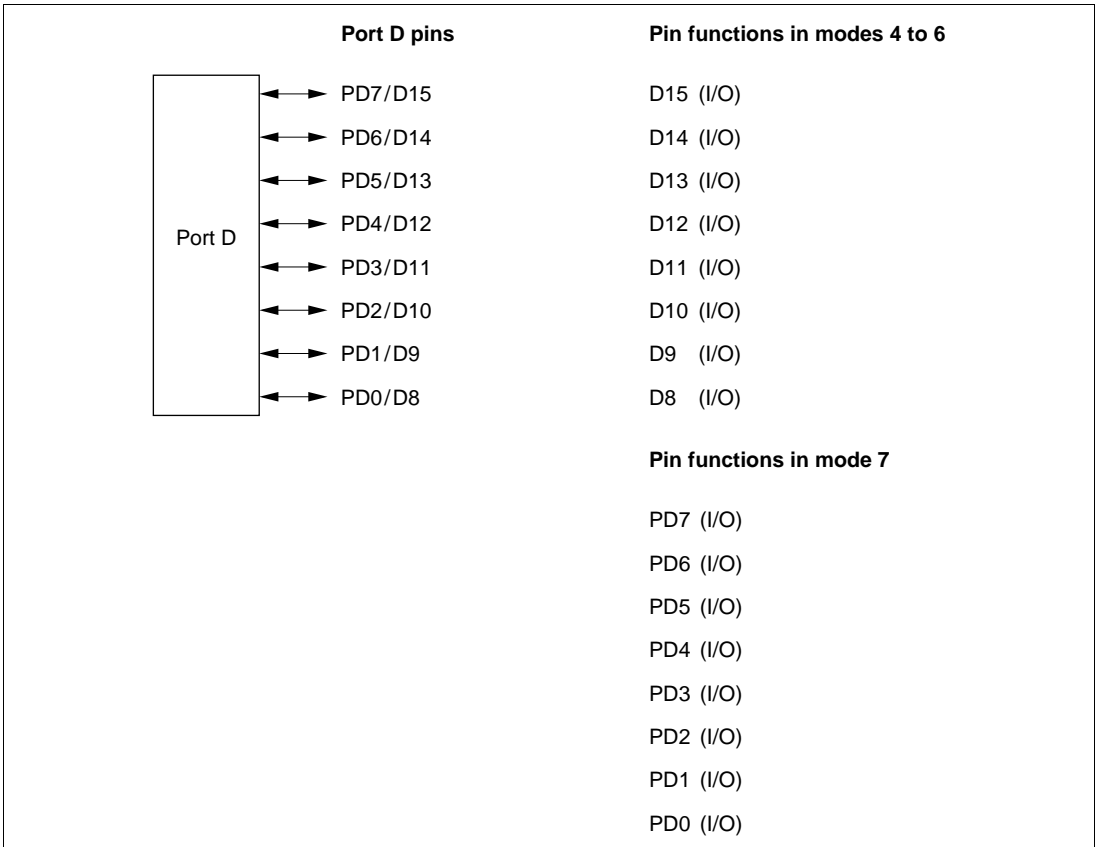 Port D pins Pin functions in modes 4 to 6
PD7/D15 D15 (I/O)
PD6/D14 D14 (I/O)
PD5/D13 D13 (I/O)
PD4/D12 D12 (I/O)
Port D
PD3/D11 D11 (I/O)
PD2/D10 D10 (I/O)
PD1/D9 D9 (I/O)
PD0/D8 D8 (I/O)
Pin functions in mode 7
PD7 (I/O)
PD6 (I/O)
PD5 (I/O)
PD4 (I/O)
PD3 (I/O)
PD2 (I/O)
PD1 (I/O)
PD0 (I/O)